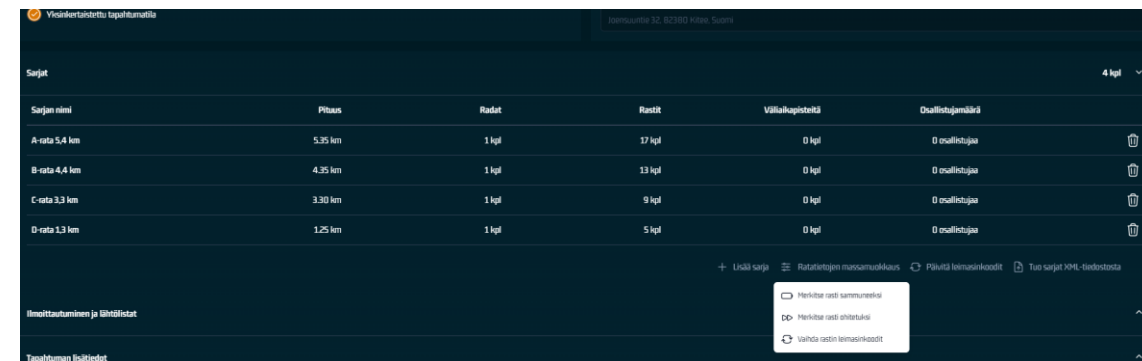 Yksinkertaistettu tapahtumatila
Joensuuntie 32, 82380 Kitee, Suomi
Sarjat 4 kpl
Sarjan nimi Pituus Radat Rastit Väliaikapisteitä Osallistujamäärä
A-rata 5,4 km 5.35 km 1 kpl 17 kpl 0 kpl 0 osallistujaa
B-rata 4,4 km 4.35 km 1 kpl 13 kpl 0 kpl 0 osallistujaa
C-rata 3,3 km 3.30 km 1 kpl 9 kpl 0 kpl 0 osallistujaa
D-rata 1,3 km 1.25 km 1 kpl 5 kpl 0 kpl 0 osallistujaa
+ Lisää sarja Ratatietojen massamuokkaus Päivitä leimasinkoodit Tuo sarjat XML-tiedostosta
Merkitse rasti sammuneeksi
Merkitse rasti ohitetuksi
Vaihda rastin leimasinkoodit
Ilmoittautuminen ja lähtölistat
Tapahtuman lisätiedot